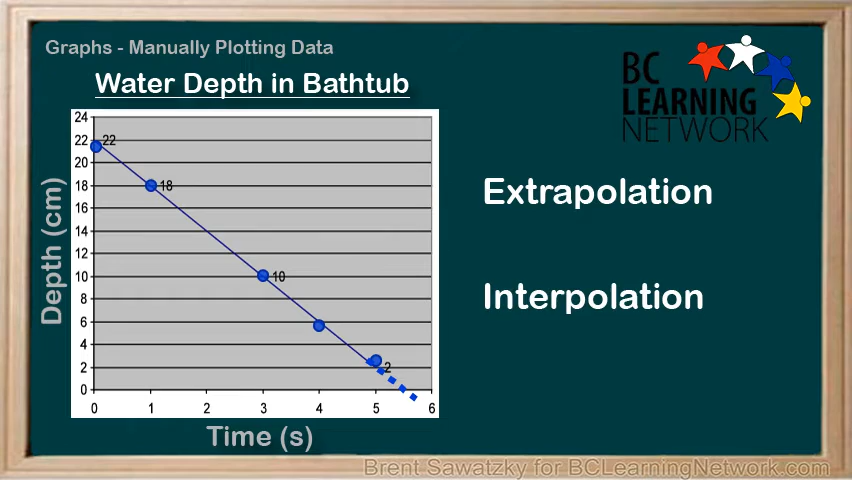 Graphs - Manually Plotting Data
Water Depth in Bathtub
BC
LEARNING
NETWORK
24
22
20
18
16
14
12
10
8
6
4
2
0
22
18
10
2
Depth (cm)
0 1 2 3 4 5 6
Time (s)
Extrapolation
Interpolation
Brent Sawatzky for BCLearningNetwork.com